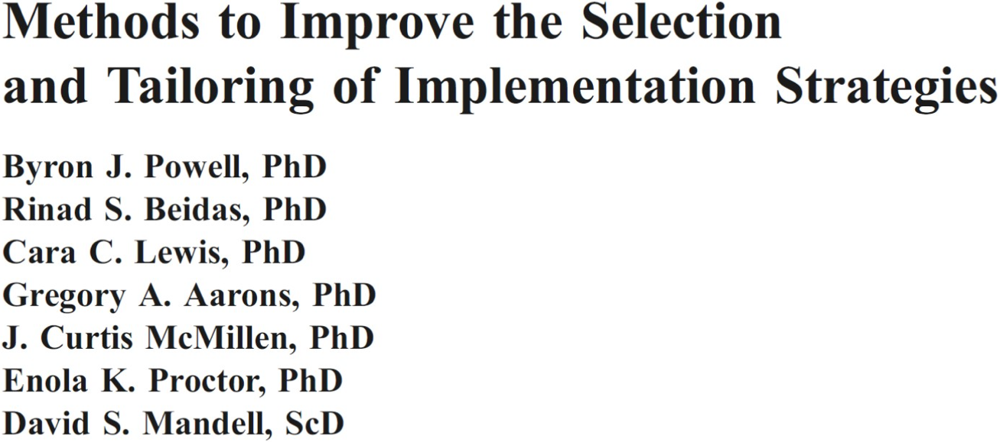 Methods to Improve the Selection
and Tailoring of Implementation Strategies
Byron J. Powell, PhD
Rinad S. Beidas, PhD
Cara C. Lewis, PhD
Gregory A. Aarons, PhD
J. Curtis McMillen, PhD
Enola K. Proctor, PhD
David S. Mandell, ScD